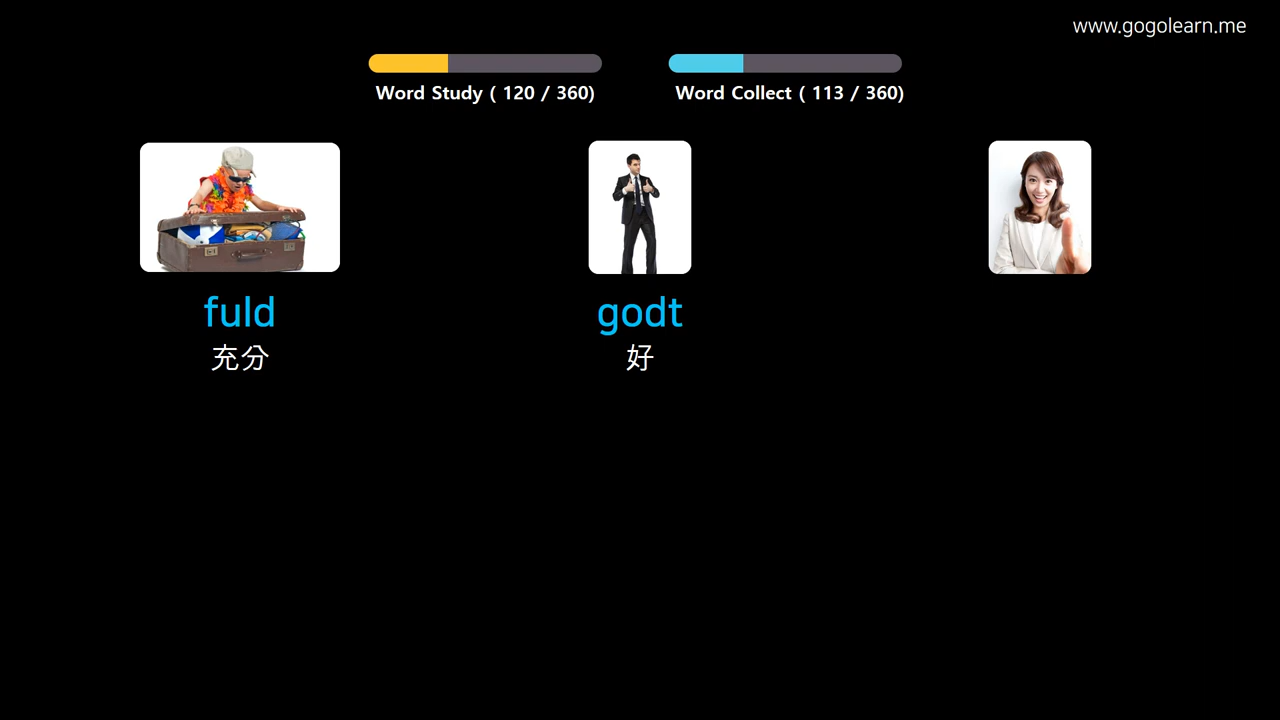 www.gogolearn.me
Word Study ( 120 / 360)
Word Collect ( 113 / 360)
fuld
充分
godt
好